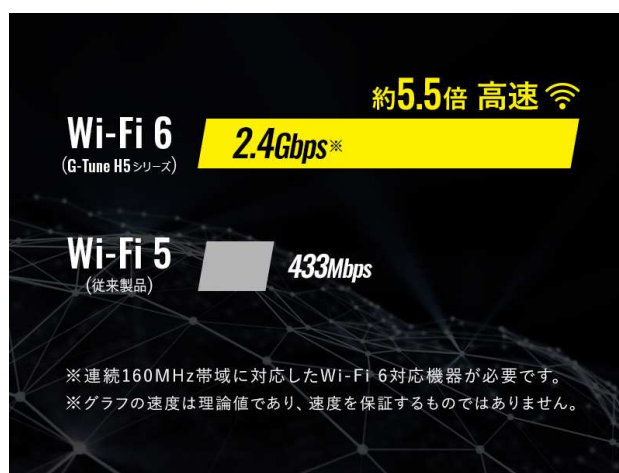 約5.5倍 高速
Wi-Fi 6
(G-Tune H5シリーズ)
2.4Gbps※
Wi-Fi 5
(従来製品)
433Mbps
※連続160MHz帯域に対応したWi-Fi 6対応機器が必要です。
※グラフの速度は理論値であり、速度を保証するものではありません。